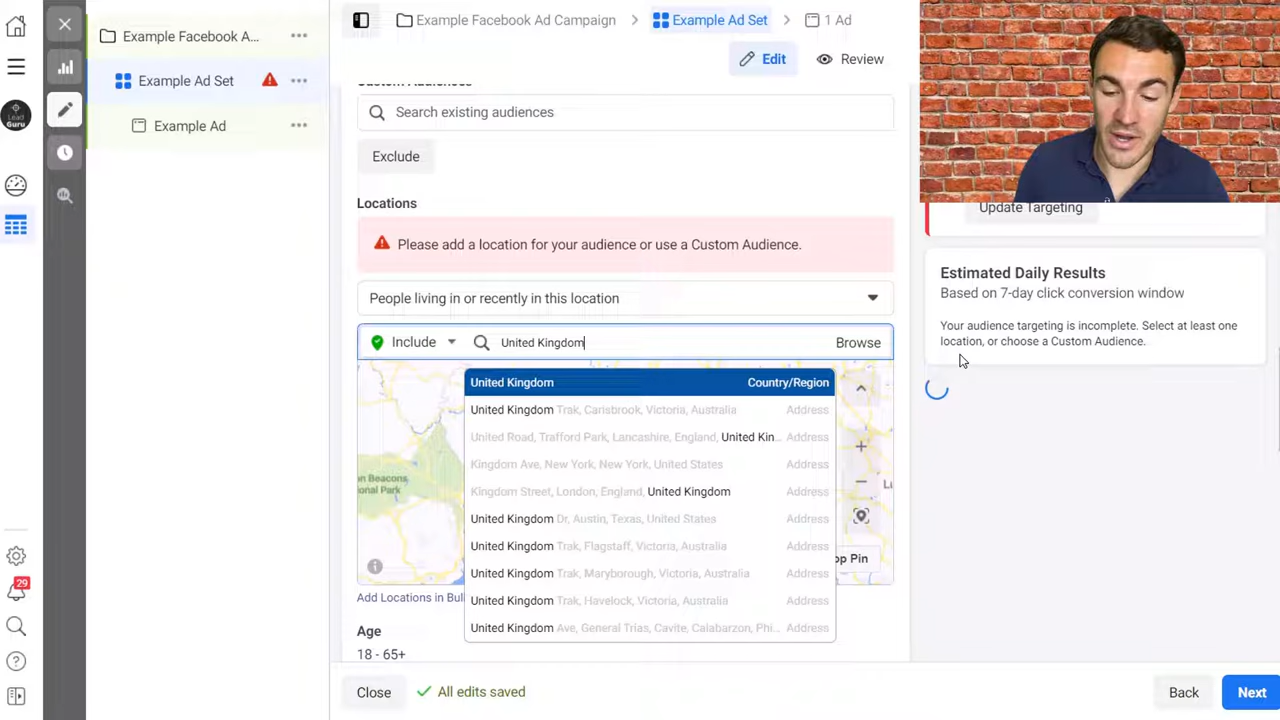 Example Facebook Ad Campaign
Example Ad Set
1 Ad
Edit
Review
Example Facebook A...
Example Ad Set
Example Ad
Lead
Guru
29
Search existing audiences
Exclude
Locations
Please add a location for your audience or use a Custom Audience.
People living in or recently in this location
Include
United Kingdom
Browse
United Kingdom Country/Region
United Kingdom Trak, Carisbrook, Victoria, Australia Address
United Road, Trafford Park, Lancashire, England, United Kin... Address
Kingdom Ave, New York, New York, United States Address
Kingdom Street, London, England, United Kingdom Address
United Kingdom Dr, Austin, Texas, United States Address
United Kingdom Trak, Flagstaff, Victoria, Australia Address
United Kingdom Trak, Maryborough, Victoria, Australia Address
United Kingdom Trak, Havelock, Victoria, Australia Address
United Kingdom Ave, General Trias, Cavite, Calabarzon, Phi... Address
on Beacons
onal Park
op Pin
Add Locations in Bul
Age
18 - 65+
Update Targeting
Estimated Daily Results
Based on 7-day click conversion window
Your audience targeting is incomplete. Select at least one
location, or choose a Custom Audience.
Close
All edits saved
Back
Next